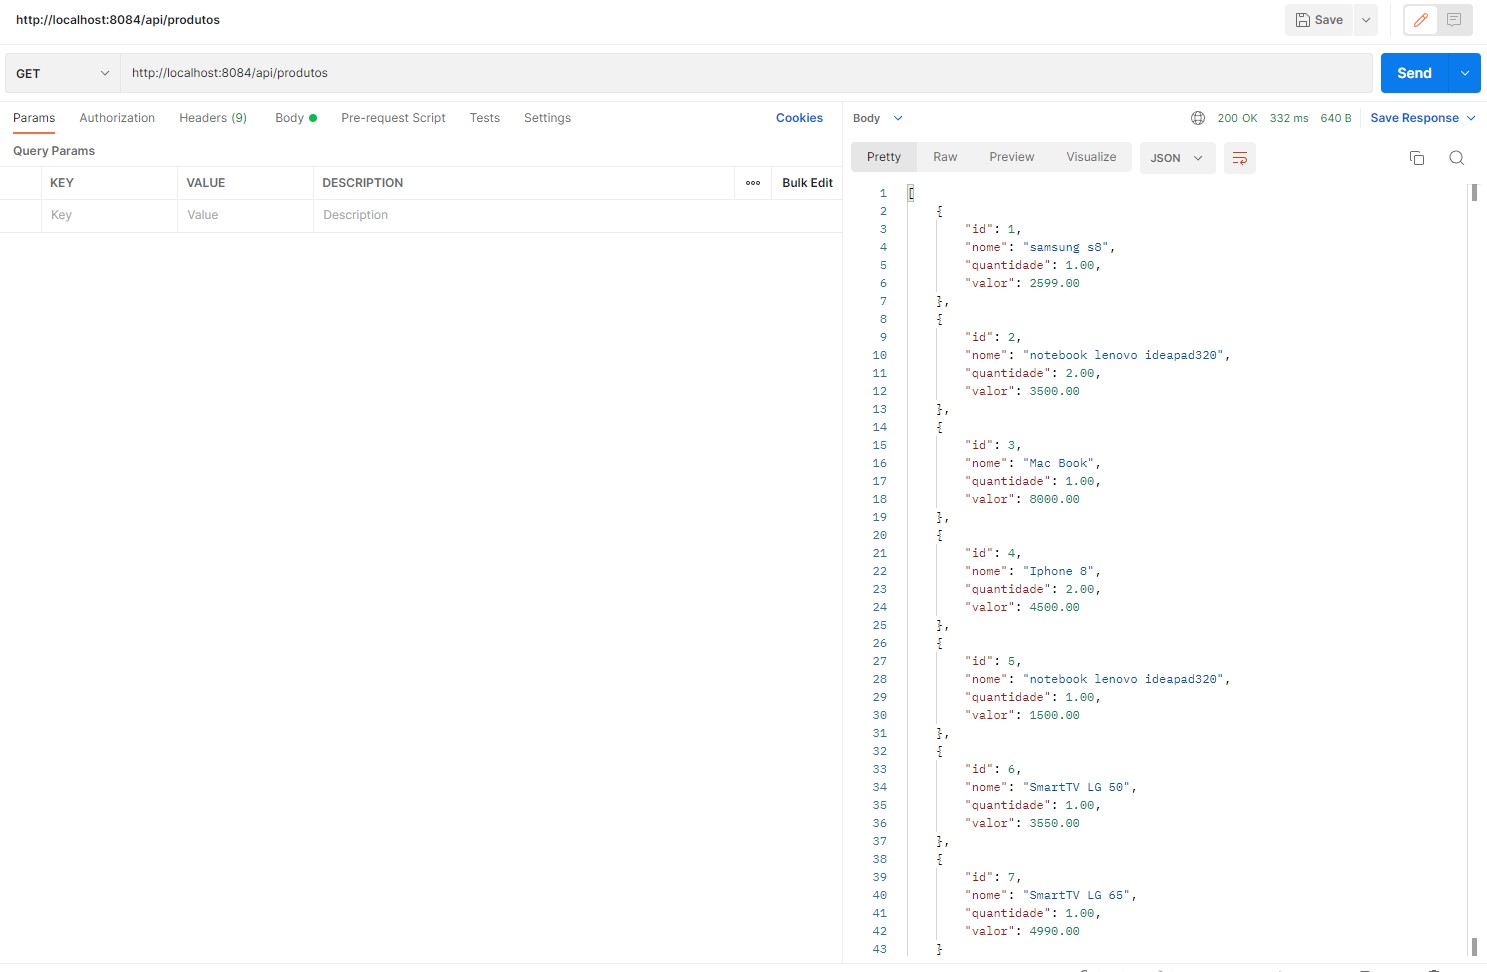 http://localhost:8084/api/produtos
Save
GET http://localhost:8084/api/produtos Send
Params Authorization Headers (9) Body Pre-request Script Tests Settings Cookies
Query Params
KEY VALUE DESCRIPTION ooo Bulk Edit
Key Value Description
Body 200 OK 332 ms 640 B Save Response
Pretty Raw Preview Visualize JSON
1 [
2 {
3 "id": 1,
4 "nome": "samsung s8",
5 "quantidade": 1.00,
6 "valor": 2599.00
7 },
8 {
9 "id": 2,
10 "nome": "notebook lenovo ideapad320",
11 "quantidade": 2.00,
12 "valor": 3500.00
13 },
14 {
15 "id": 3,
16 "nome": "Mac Book",
17 "quantidade": 1.00,
18 "valor": 8000.00
19 },
20 {
21 "id": 4,
22 "nome": "Iphone 8",
23 "quantidade": 2.00,
24 "valor": 4500.00
25 },
26 {
27 "id": 5,
28 "nome": "notebook lenovo ideapad320",
29 "quantidade": 1.00,
30 "valor": 1500.00
31 },
32 {
33 "id": 6,
34 "nome": "SmartTV LG 50",
35 "quantidade": 1.00,
36 "valor": 3550.00
37 },
38 {
39 "id": 7,
40 "nome": "SmartTV LG 65",
41 "quantidade": 1.00,
42 "valor": 4990.00
43 }